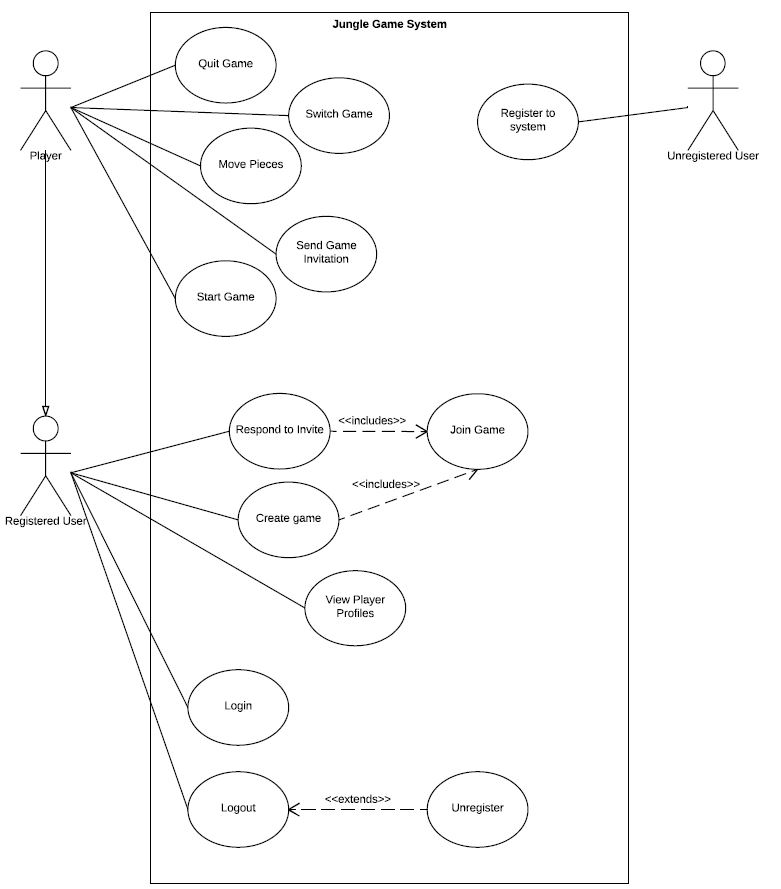 Jungle Game System
Quit Game
Switch Game
Register to
system
Player
Move Pieces
Unregistered User
Send Game
Invitation
Start Game
Respond to Invite
<<includes>>
Join Game
<<includes>>
Registered User
Create game
View Player
Profiles
Login
Logout
<<extends>>
Unregister